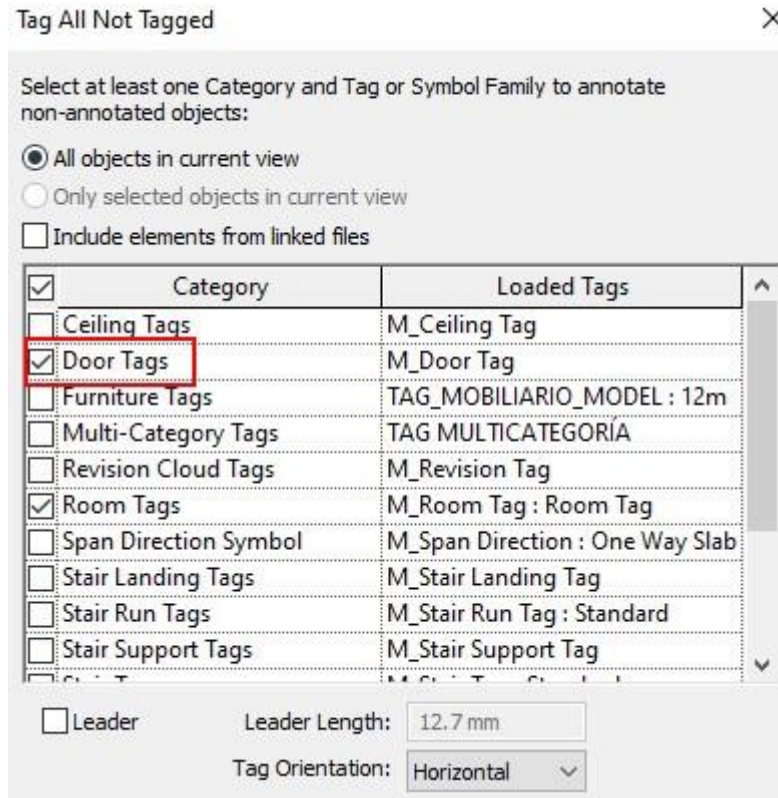 Tag All Not Tagged
Select at least one Category and Tag or Symbol Family to annotate
non-annotated objects:
All objects in current view
Only selected objects in current view
Include elements from linked files
Category Loaded Tags
Ceiling Tags M_Ceiling Tag
Door Tags M_Door Tag
Furniture Tags TAG_MOBILIARIO_MODEL : 12m
Multi-Category Tags TAG MULTICATEGORÍA
Revision Cloud Tags M_Revision Tag
Room Tags M_Room Tag : Room Tag
Span Direction Symbol M_Span Direction : One Way Slab
Stair Landing Tags M_Stair Landing Tag
Stair Run Tags M_Stair Run Tag : Standard
Stair Support Tags M_Stair Support Tag
Leader Leader Length: 12.7 mm
Tag Orientation: Horizontal